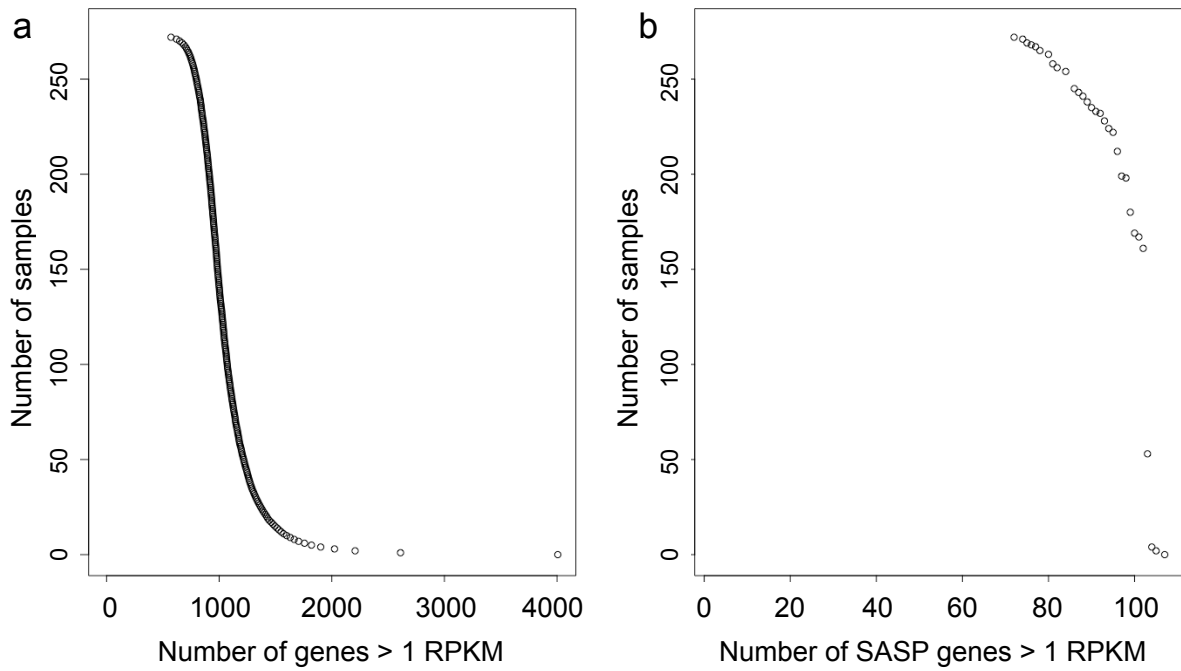 a
Number of samples
250
200
150
100
50
0
0 1000 2000 3000 4000
Number of genes > 1 RPKM
b
Number of samples
250
200
150
100
50
0
0 20 40 60 80 100
Number of SASP genes > 1 RPKM